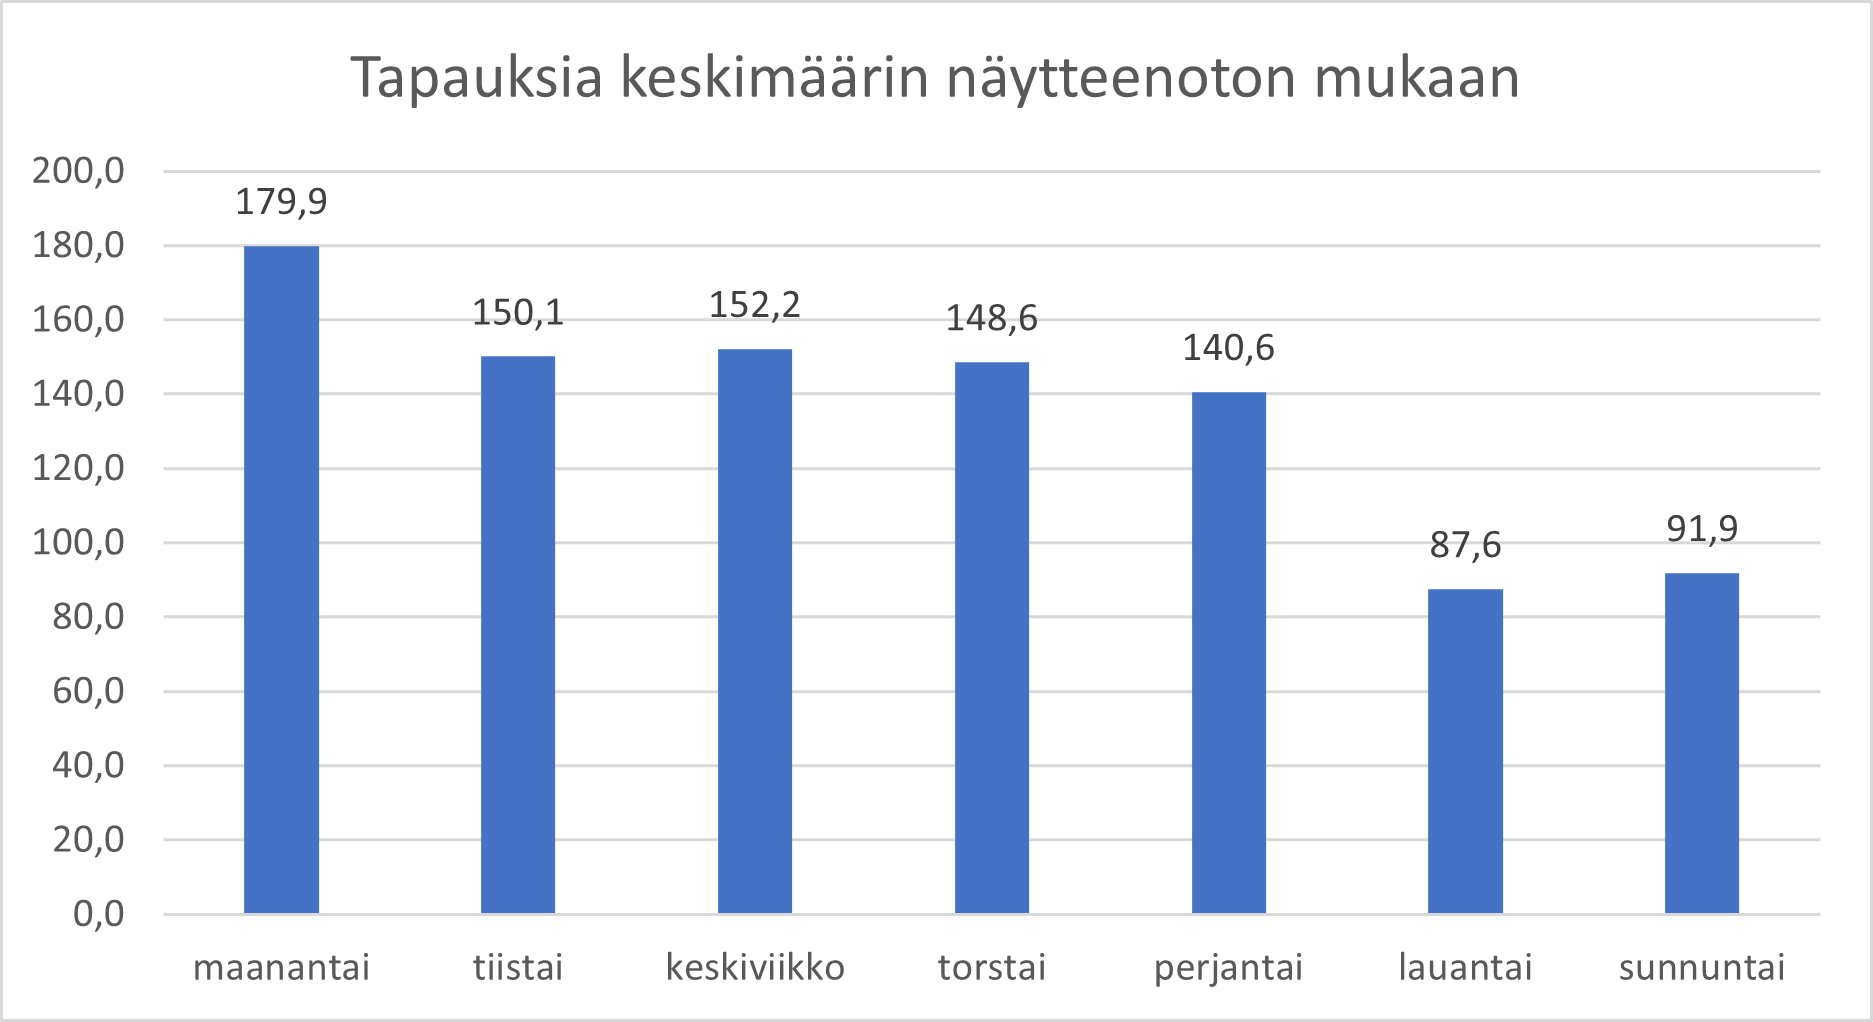 Tapauksia keskimäärin näytteenoton mukaan
200,0
180,0
160,0
140,0
120,0
100,0
80,0
60,0
40,0
20,0
0,0
179,9
150,1
152,2
148,6
140,6
87,6
91,9
maanantai
tiistai
keskiviikko
torstai
perjantai
lauantai
sunnuntai